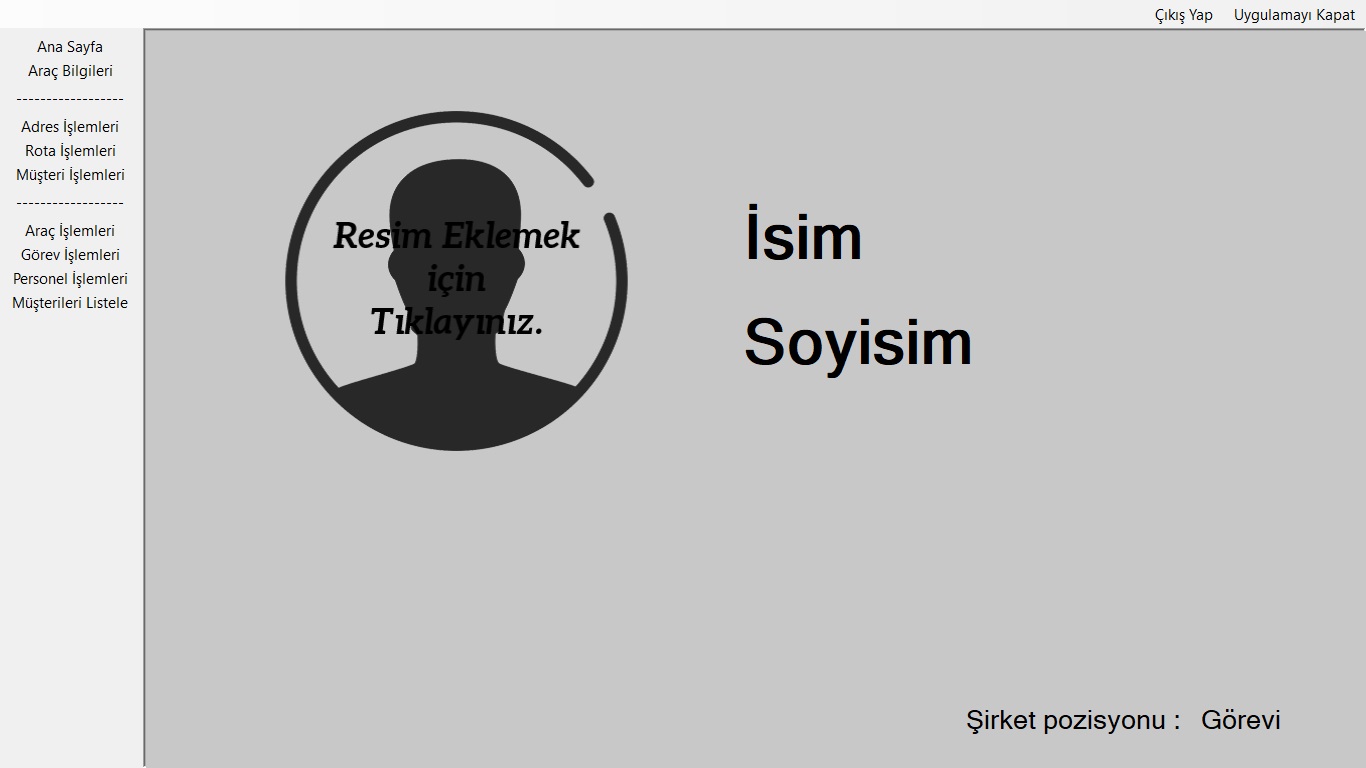 Çıkış Yap Uygulamayı Kapat
Ana Sayfa
Araç Bilgileri
------------------
Adres İşlemleri
Rota İşlemleri
Müşteri İşlemleri
------------------
Araç İşlemleri
Görev İşlemleri
Personel İşlemleri
Müşterileri Listele
Resim Eklemek
için
Tıklayınız.
İsim
Soyisim
Şirket pozisyonu : Görevi